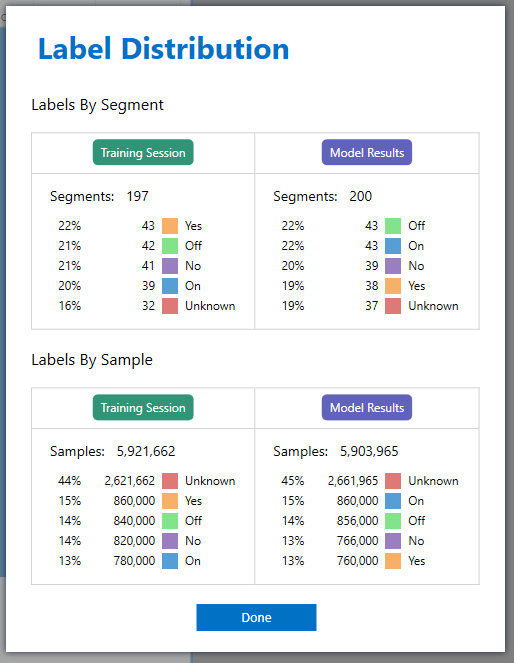 Label Distribution
Labels By Segment
Training Session Model Results
Segments: 197 Segments: 200
22% 43 Yes 22% 43 Off
21% 42 Off 22% 43 On
21% 41 No 20% 39 No
20% 39 On 19% 38 Yes
16% 32 Unknown 19% 37 Unknown
Labels By Sample
Training Session Model Results
Samples: 5,921,662 Samples: 5,903,965
44% 2,621,662 Unknown 45% 2,661,965 Unknown
15% 860,000 Yes 15% 860,000 On
14% 840,000 Off 14% 856,000 Off
14% 820,000 No 13% 766,000 No
13% 780,000 On 13% 760,000 Yes
Done